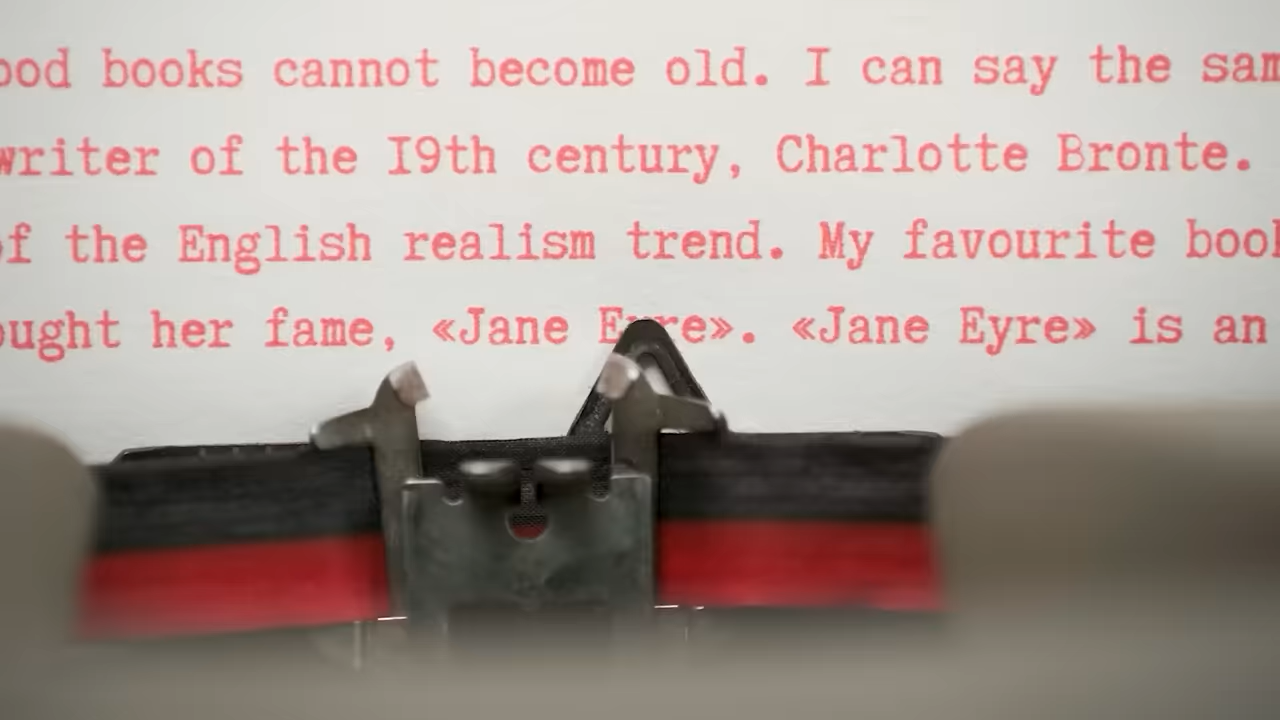 ood books cannot become old. I can say the sam
writer of the I9th century, Charlotte Bronte.
of the English realism trend. My favourite book
ought her fame, «Jane Eyre». «Jane Eyre» is an